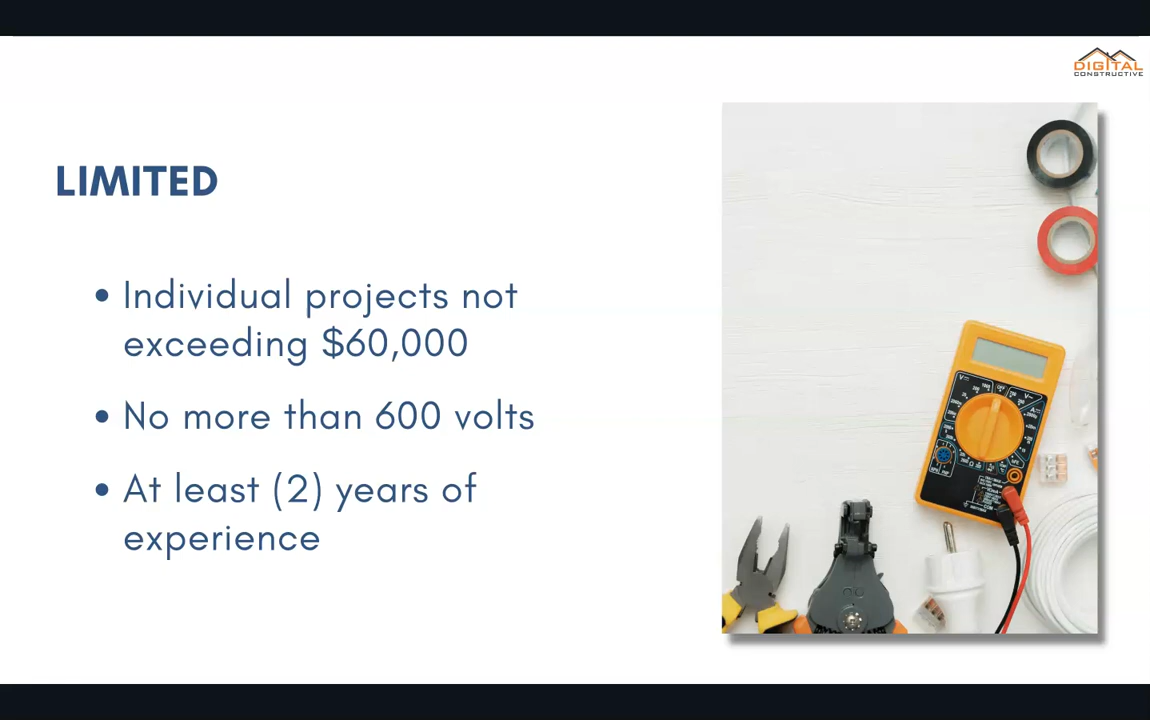 DIGITAL
CONSTRUCTIVE
LIMITED
• Individual projects not
exceeding $60,000
• No more than 600 volts
• At least (2) years of
experience